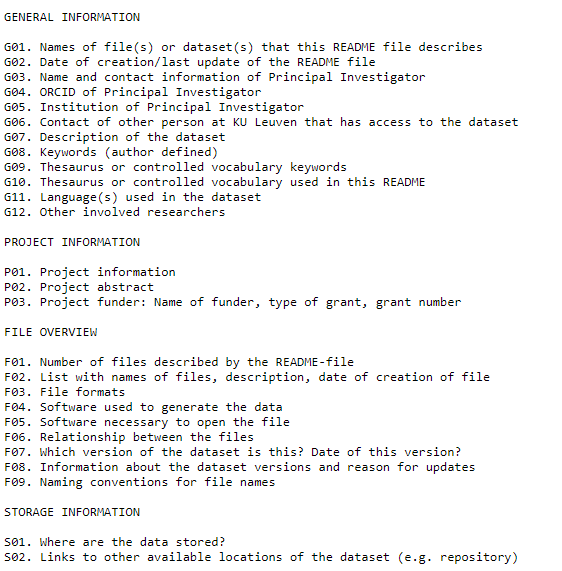 GENERAL INFORMATION
G01. Names of file(s) or dataset(s) that this README file describes
G02. Date of creation/last update of the README file
G03. Name and contact information of Principal Investigator
G04. ORCID of Principal Investigator
G05. Institution of Principal Investigator
G06. Contact of other person at KU Leuven that has access to the dataset
G07. Description of the dataset
G08. Keywords (author defined)
G09. Thesaurus or controlled vocabulary keywords
G10. Thesaurus or controlled vocabulary used in this README
G11. Language(s) used in the dataset
G12. Other involved researchers
PROJECT INFORMATION
P01. Project information
P02. Project abstract
P03. Project funder: Name of funder, type of grant, grant number
FILE OVERVIEW
F01. Number of files described by the README-file
F02. List with names of files, description, date of creation of file
F03. File formats
F04. Software used to generate the data
F05. Software necessary to open the file
F06. Relationship between the files
F07. Which version of the dataset is this? Date of this version?
F08. Information about the dataset versions and reason for updates
F09. Naming conventions for file names
STORAGE INFORMATION
S01. Where are the data stored?
S02. Links to other available locations of the dataset (e.g. repository)